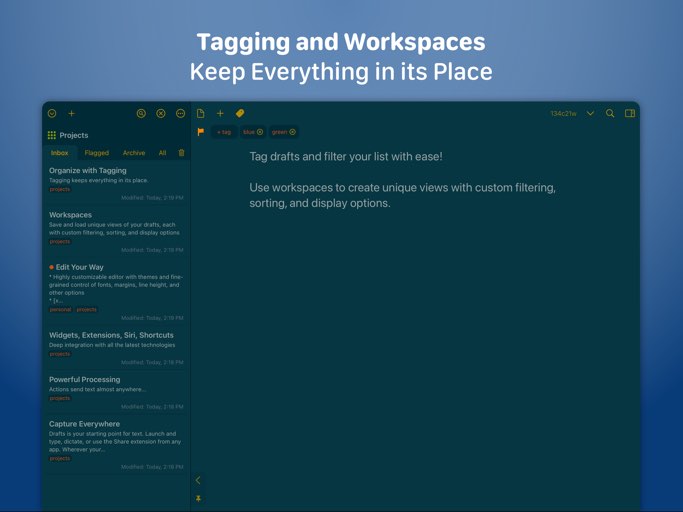 Tagging and Workspaces
Keep Everything in its Place
134c21w
Projects
+ tag
blue
green
Inbox
Flagged
Archive
All
Tag drafts and filter your list with ease!
Use workspaces to create unique views with custom filtering,
sorting, and display options.
Organize with Tagging
Tagging keeps everything in its place.
projects
Modified: Today, 2:19 PM
Workspaces
Save and load unique views of your drafts, each
with custom filtering, sorting, and display options
projects
Modified: Today, 2:19 PM
Edit Your Way
* Highly customizable editor with themes and fine-
grained control of fonts, margins, line height, and
other options
* [x...
personal
projects
Modified: Today, 2:19 PM
Widgets, Extensions, Siri, Shortcuts
Deep integration with all the latest technologies
projects
Modified: Today, 2:19 PM
Powerful Processing
Actions send text almost anywhere...
projects
Modified: Today, 2:19 PM
Capture Everywhere
Drafts is your starting point for text. Launch and
type, dictate, or use the Share extension from any
app. Wherever your...
projects
Modified: Today, 2:19 PM